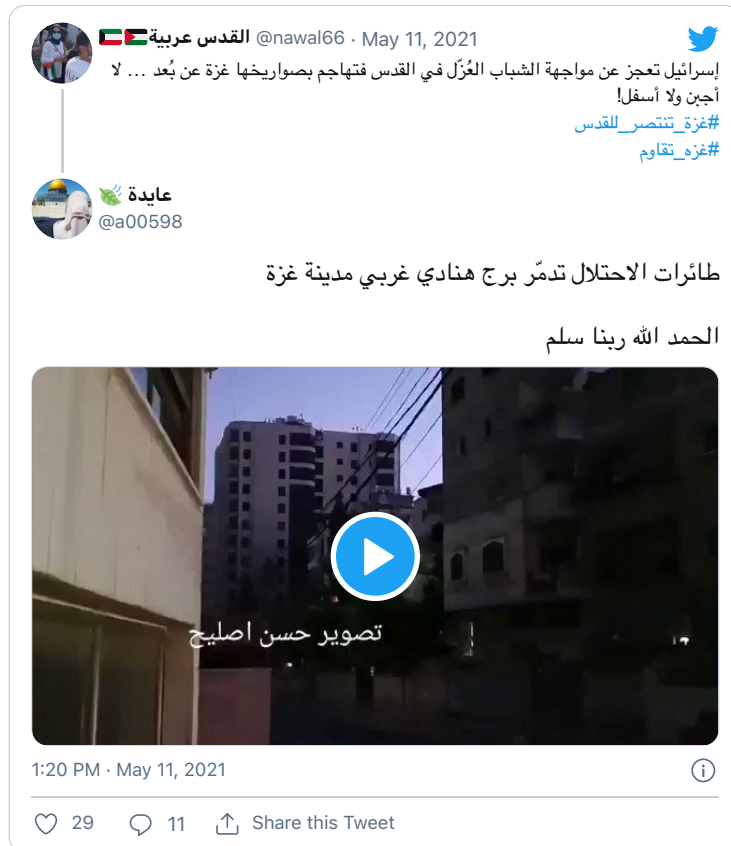 القدس عربية @nawal66 · May 11, 2021
إسرائيل تعجز عن مواجهة الشباب العُزّل في القدس فتهاجم بصواريخها غزة عن بُعد ... لا
أجبن ولا أسفل!
#غزة_تنتصر_للقدس
#غزه_تقاوم
عايدة
@a00598
طائرات الاحتلال تدمّر برج هنادي غربي مدينة غزة
الحمد الله ربنا سلم
تصوير حسن اصليح
1:20 PM · May 11, 2021
29 11 Share this Tweet